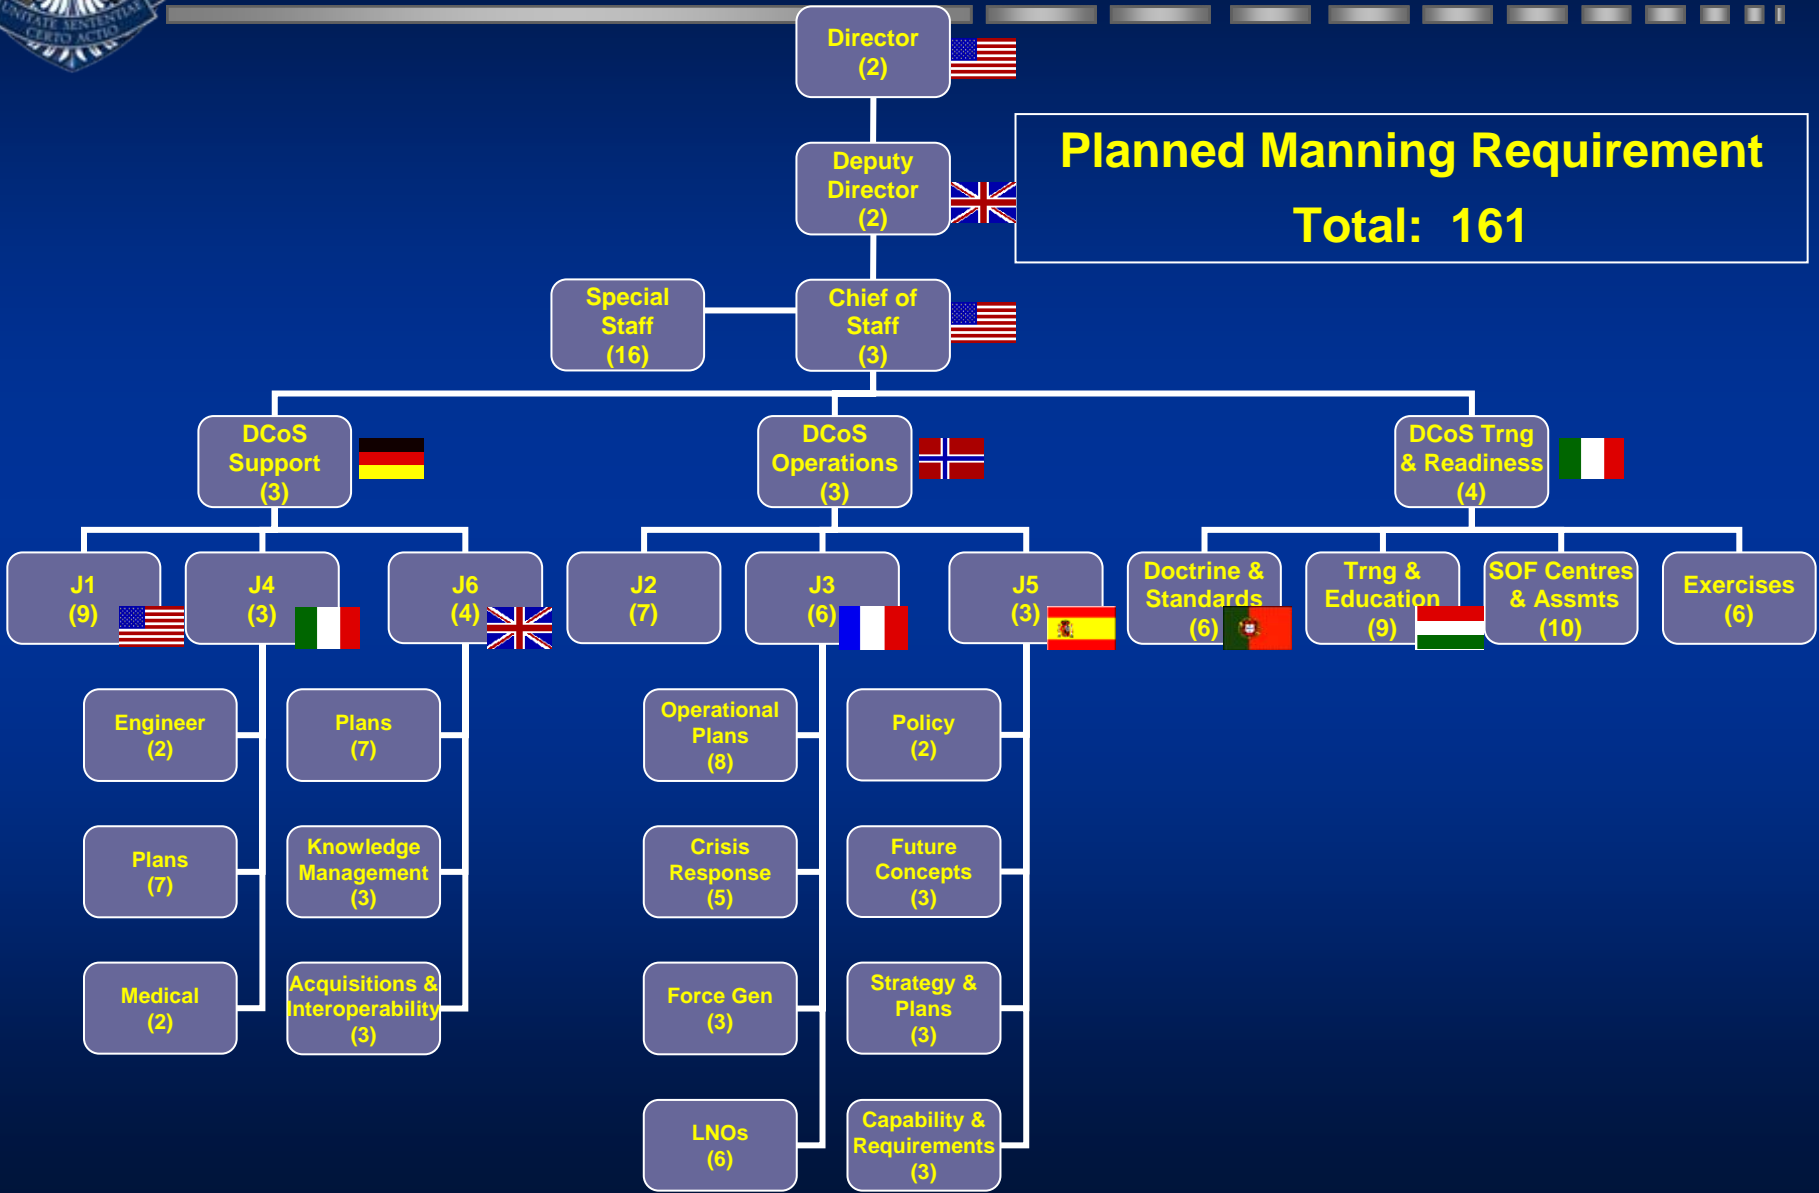 UNITATE SENTENTIAE
CERTO ACTIO
Director
(2)
Planned Manning Requirement
Total: 161
Deputy
Director
(2)
Special
Staff
(16)
Chief of
Staff
(3)
DCoS
Support
(3)
DCoS
Operations
(3)
DCoS Trng
& Readiness
(4)
J1
(9)
J4
(3)
J6
(4)
J2
(7)
J3
(6)
J5
(3)
Doctrine &
Standards
(6)
Trng &
Education
(9)
SOF Centres
& Assmts
(10)
Exercises
(6)
Engineer
(2)
Plans
(7)
Operational
Plans
(8)
Policy
(2)
Plans
(7)
Knowledge
Management
(3)
Crisis
Response
(5)
Future
Concepts
(3)
Medical
(2)
Acquisitions &
Interoperability
(3)
Force Gen
(3)
Strategy &
Plans
(3)
LNOs
(6)
Capability &
Requirements
(3)